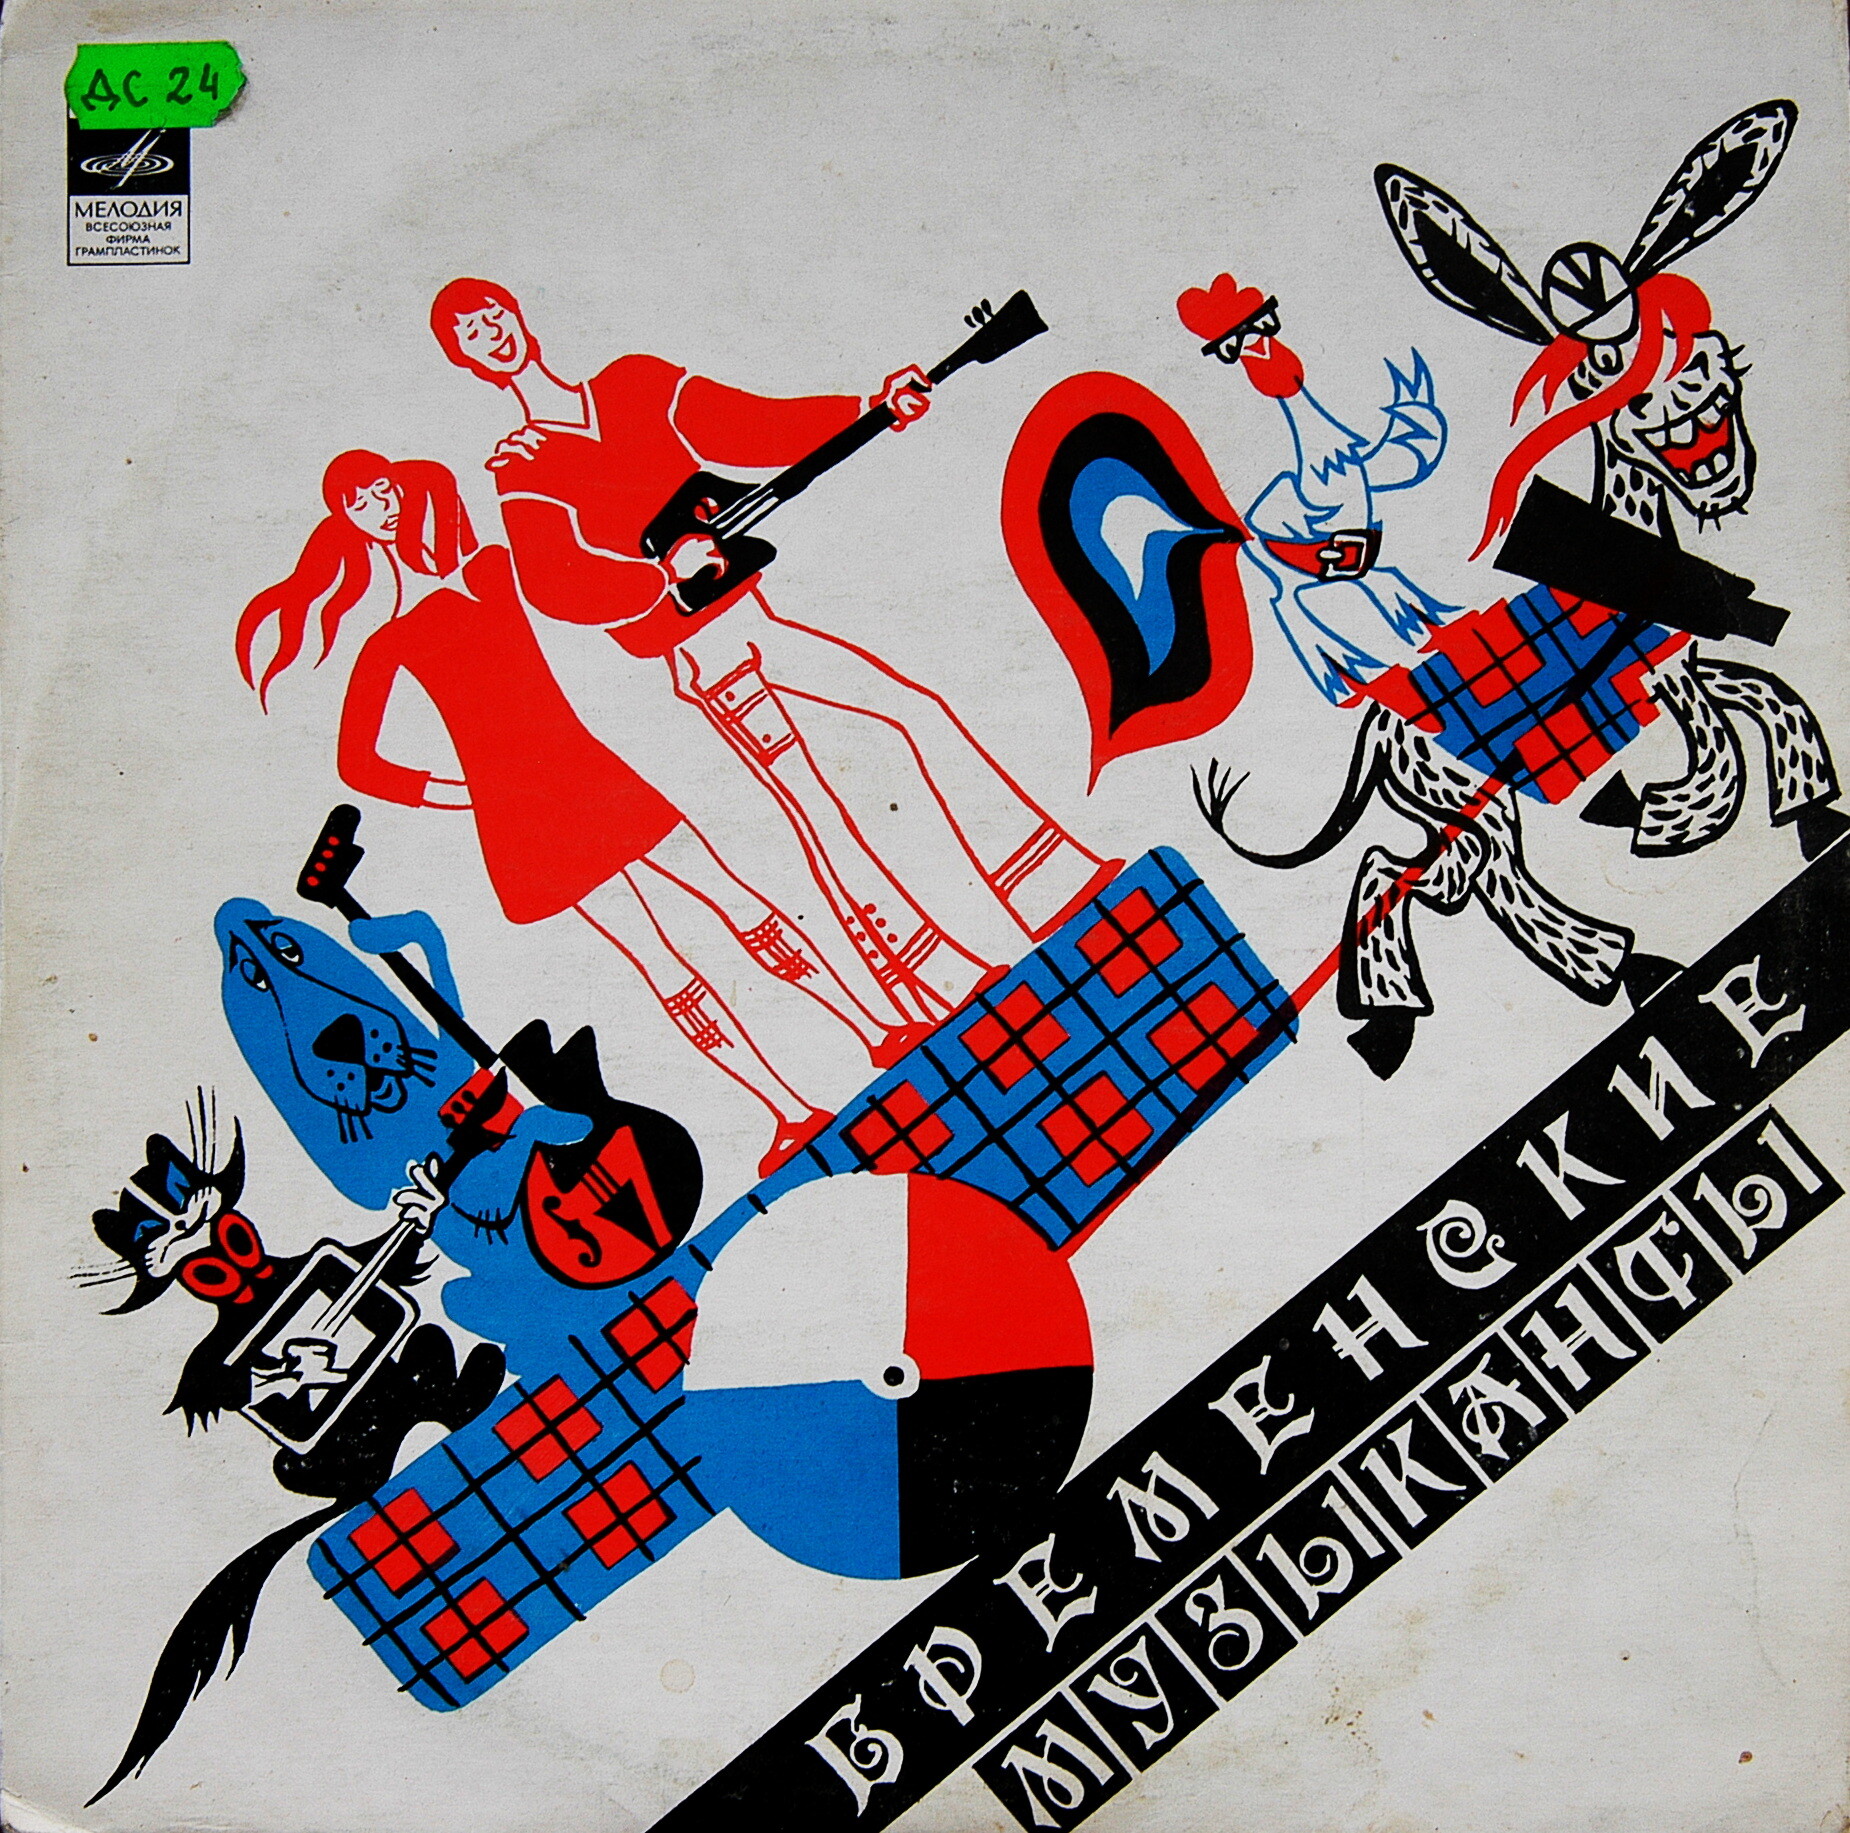 ДС 24
МЕЛОДИЯ
ВСЕСОЮЗНАЯ
ФИРМА
ГРАМПЛАСТИНОК
БРЕМЕНСКИЕ
МУЗЫКАНТЫ